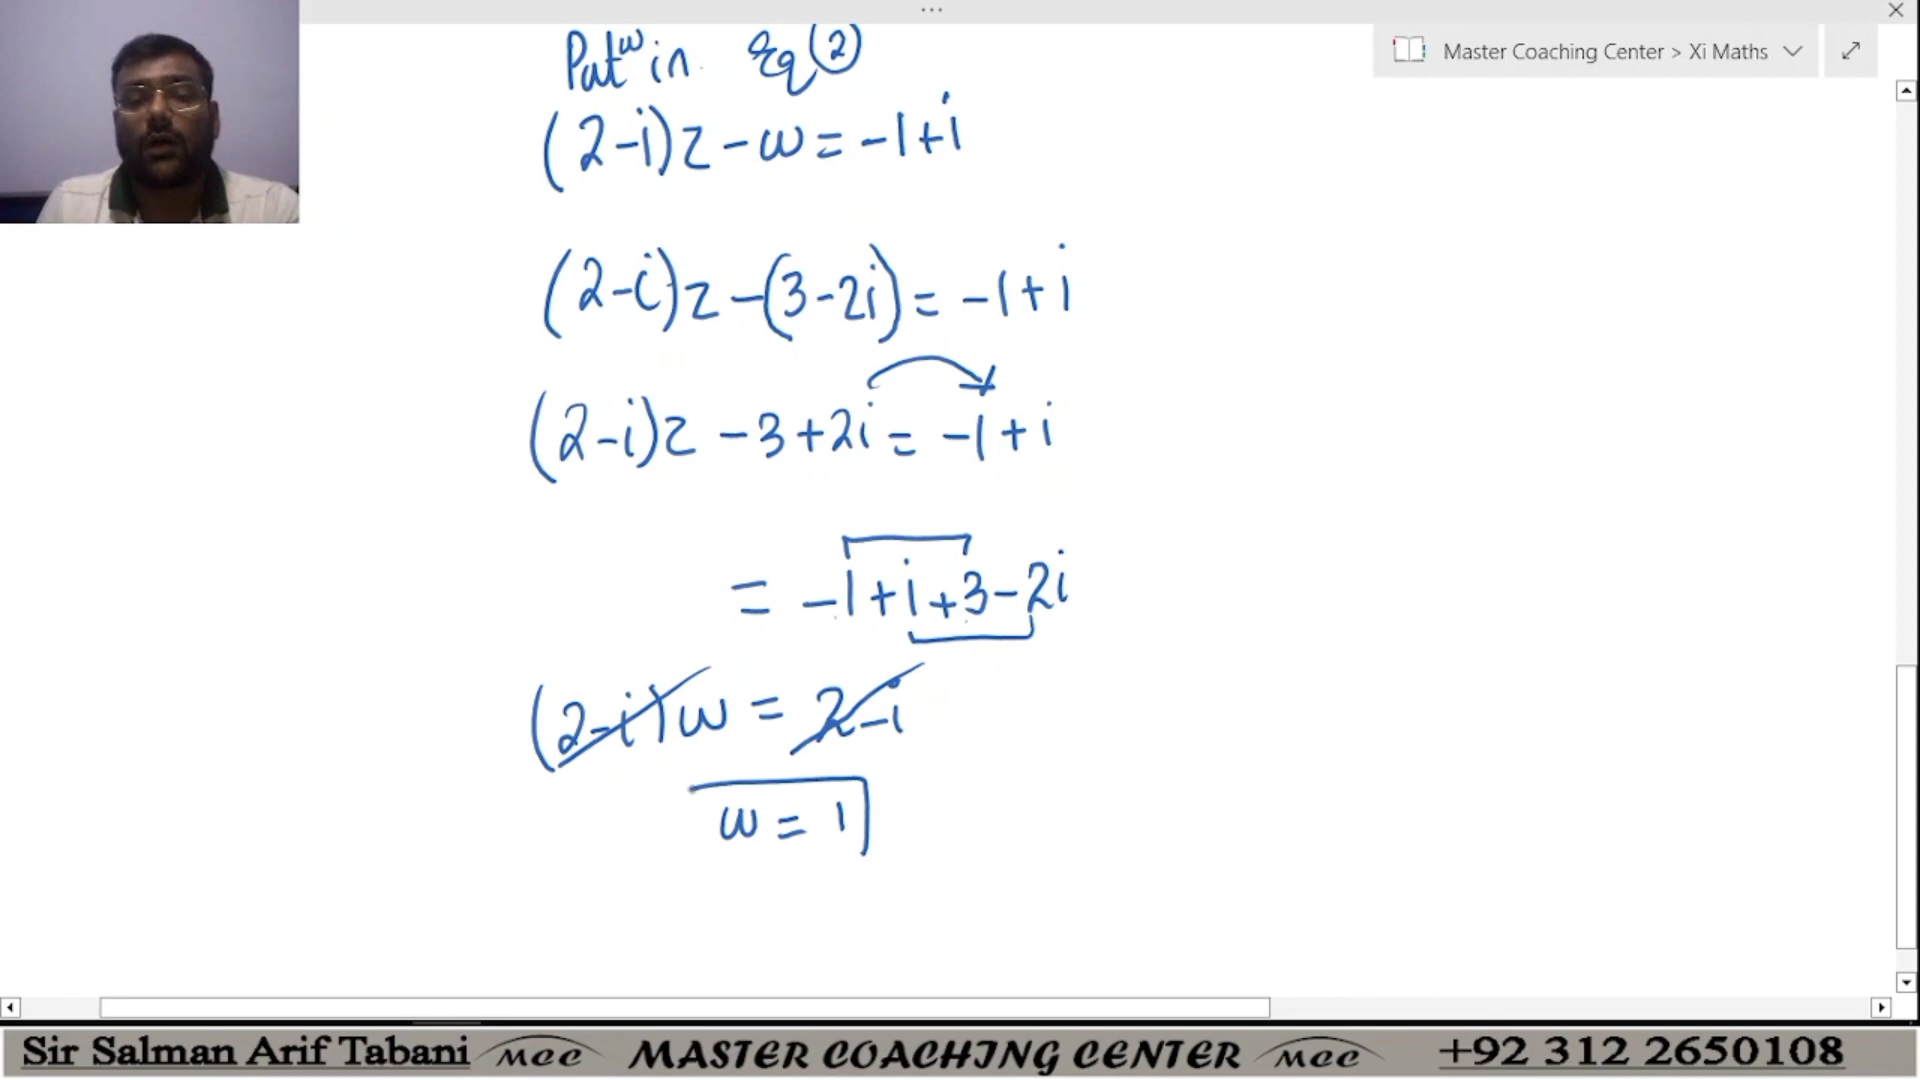 ...
Master Coaching Center > Xi Maths
Put w in Eq (2)
(2-i)z - w = -1+i
(2-i)z -(3-2i) = -1+i
(2-i)z -3+2i = -1+i
= -1+i+3-2i
(2-i)w = 2-i
w = 1
Sir Salman Arif Tabani mcc MASTER COACHING CENTER mcc +92 312 2650108